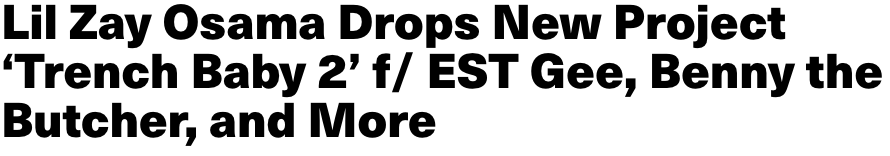 Lil Zay Osama Drops New Project
‘Trench Baby 2’ f/ EST Gee, Benny the
Butcher, and More